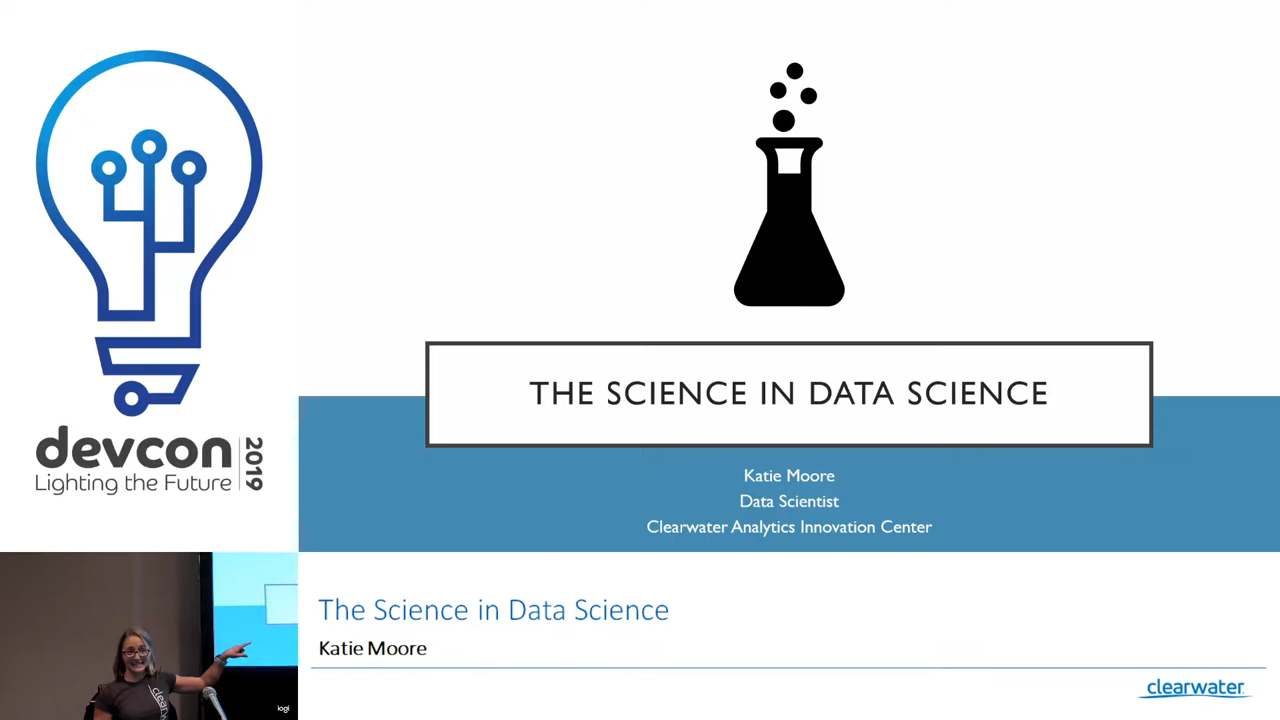 devcon
2019
Lighting the Future
THE SCIENCE IN DATA SCIENCE
Katie Moore
Data Scientist
Clearwater Analytics Innovation Center
The Science in Data Science
Katie Moore
clearwater
logi